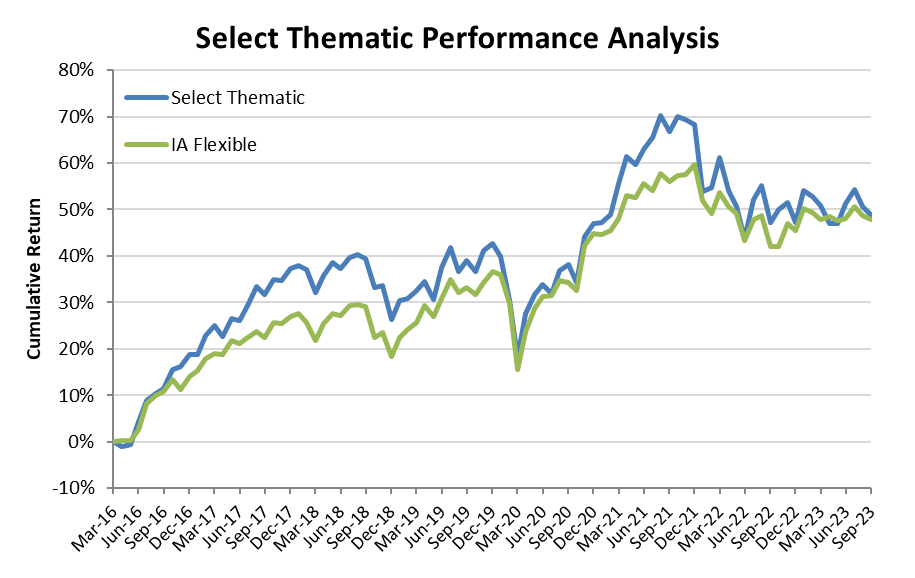 Select Thematic Performance Analysis
80%
70%
60%
50%
40%
30%
20%
10%
0%
-10%
Cumulative Return
Select Thematic
IA Flexible
Mar-16
Jun-16
Sep-16
Dec-16
Mar-17
Jun-17
Sep-17
Dec-17
Mar-18
Jun-18
Sep-18
Dec-18
Mar-19
Jun-19
Sep-19
Dec-19
Mar-20
Jun-20
Sep-20
Dec-20
Mar-21
Jun-21
Sep-21
Dec-21
Mar-22
Jun-22
Sep-22
Dec-22
Mar-23
Jun-23
Sep-23